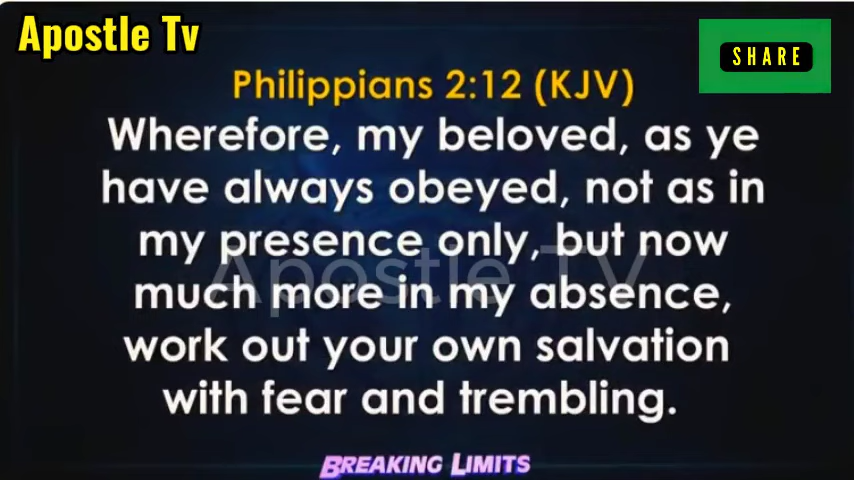 Apostle Tv
SHARE
Philippians 2:12 (KJV)
Wherefore, my beloved, as ye
have always obeyed, not as in
my presence only, but now
much more in my absence,
work out your own salvation
with fear and trembling.
Apostle TV
BREAKING LIMITS